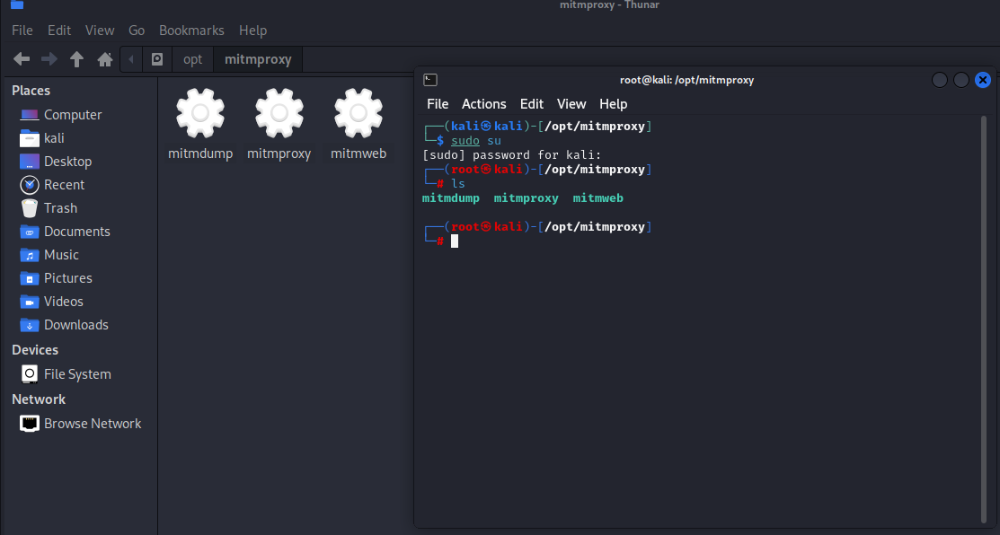 mitmproxy - Thunar
File Edit View Go Bookmarks Help
opt mitmproxy
Places
Computer
kali
Desktop
Recent
Trash
Documents
Music
Pictures
Videos
Downloads
Devices
File System
Network
Browse Network
mitmdump mitmproxy mitmweb
root@kali: /opt/mitmproxy
File Actions Edit View Help
┌──(kali㉿kali)-[/opt/mitmproxy]
└─$ sudo su
[sudo] password for kali:
┌──(root㉿kali)-[/opt/mitmproxy]
└─# ls
mitmdump mitmproxy mitmweb
┌──(root㉿kali)-[/opt/mitmproxy]
└─#